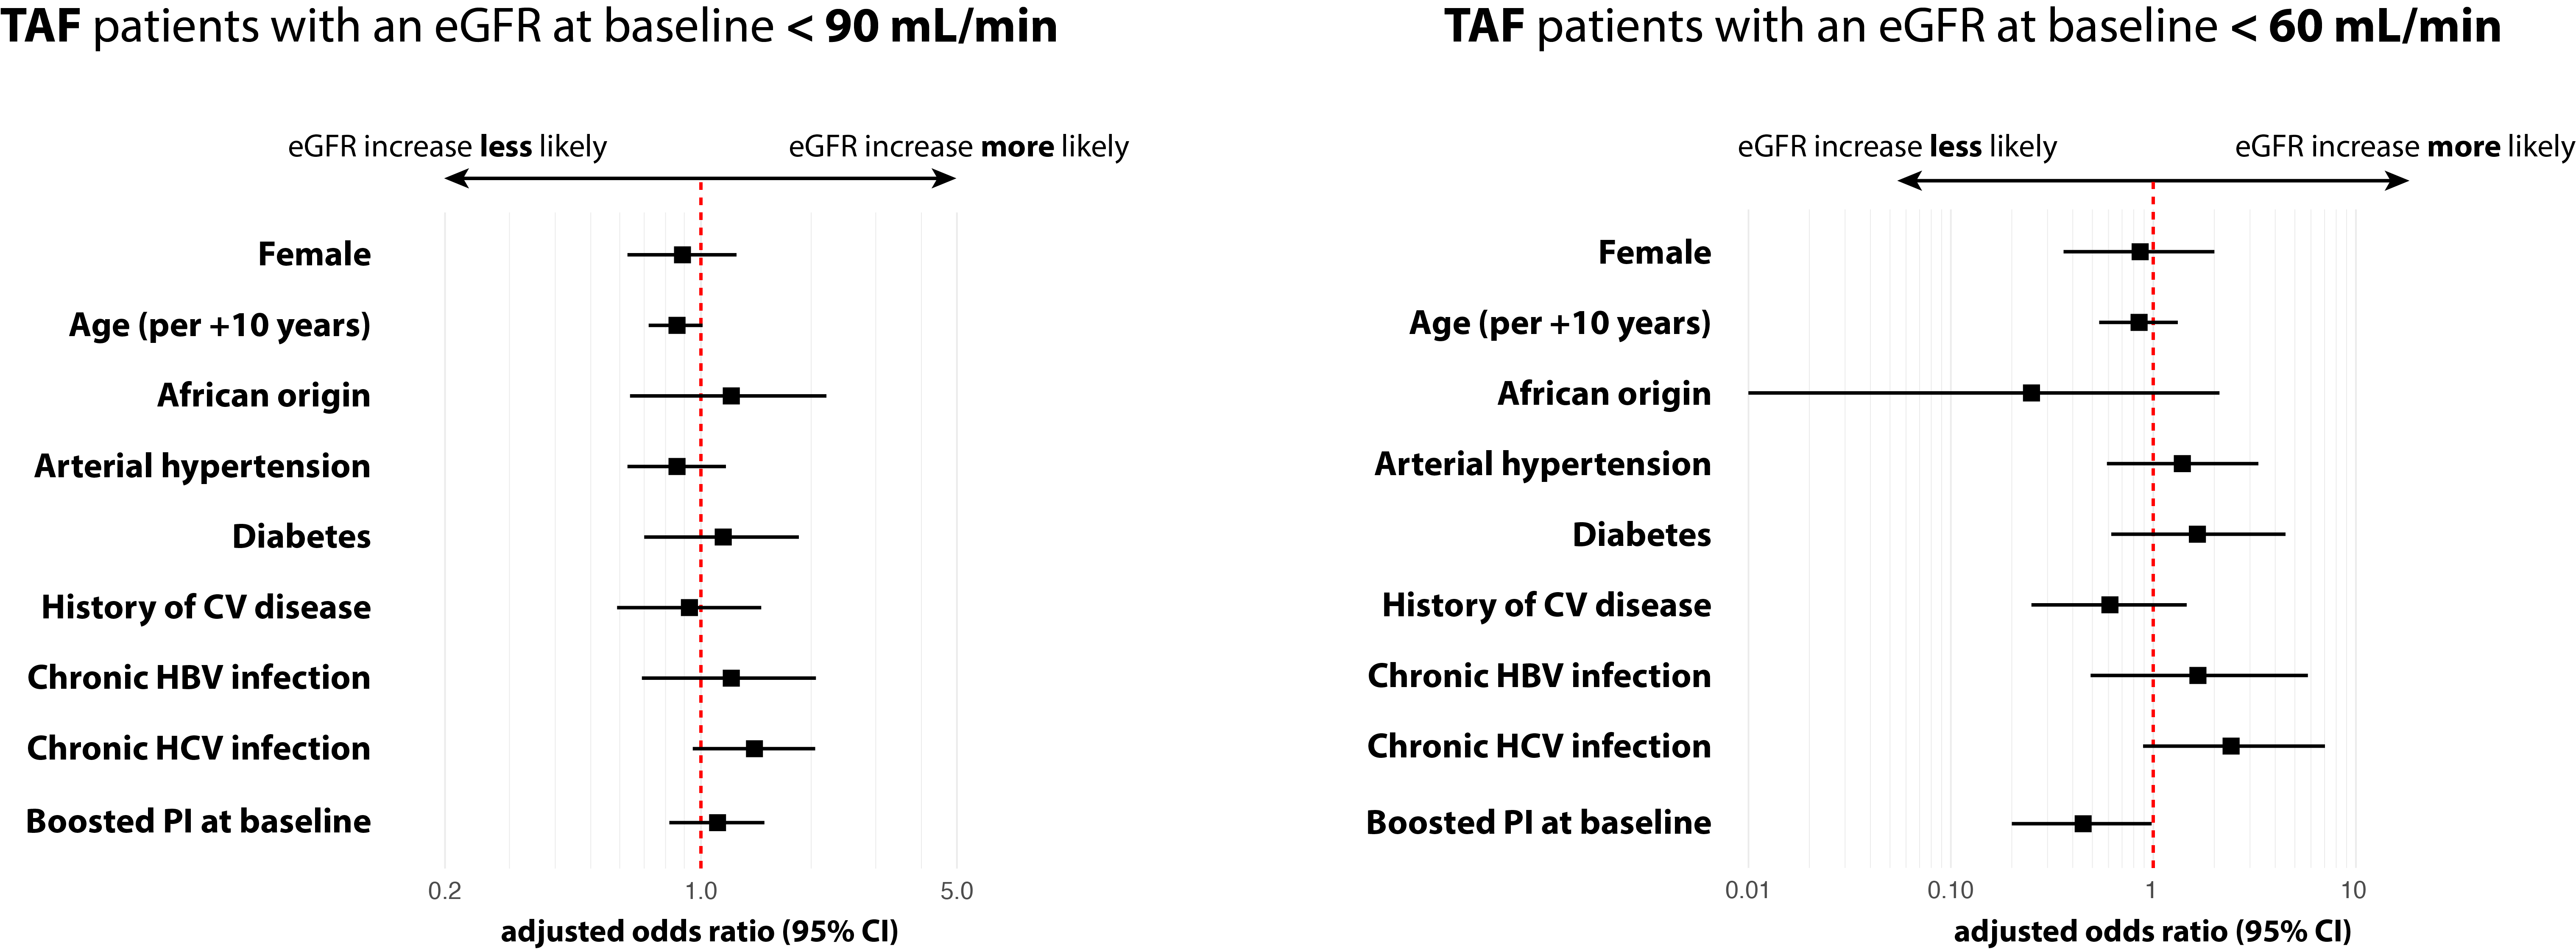 TAF patients with an eGFR at baseline < 90 mL/min
eGFR increase less likely
eGFR increase more likely
Female
Age (per +10 years)
African origin
Arterial hypertension
Diabetes
History of CV disease
Chronic HBV infection
Chronic HCV infection
Boosted PI at baseline
0.2
1.0
5.0
adjusted odds ratio (95% CI)
TAF patients with an eGFR at baseline < 60 mL/min
eGFR increase less likely
eGFR increase more likely
Female
Age (per +10 years)
African origin
Arterial hypertension
Diabetes
History of CV disease
Chronic HBV infection
Chronic HCV infection
Boosted PI at baseline
0.01
0.10
1
10
adjusted odds ratio (95% CI)